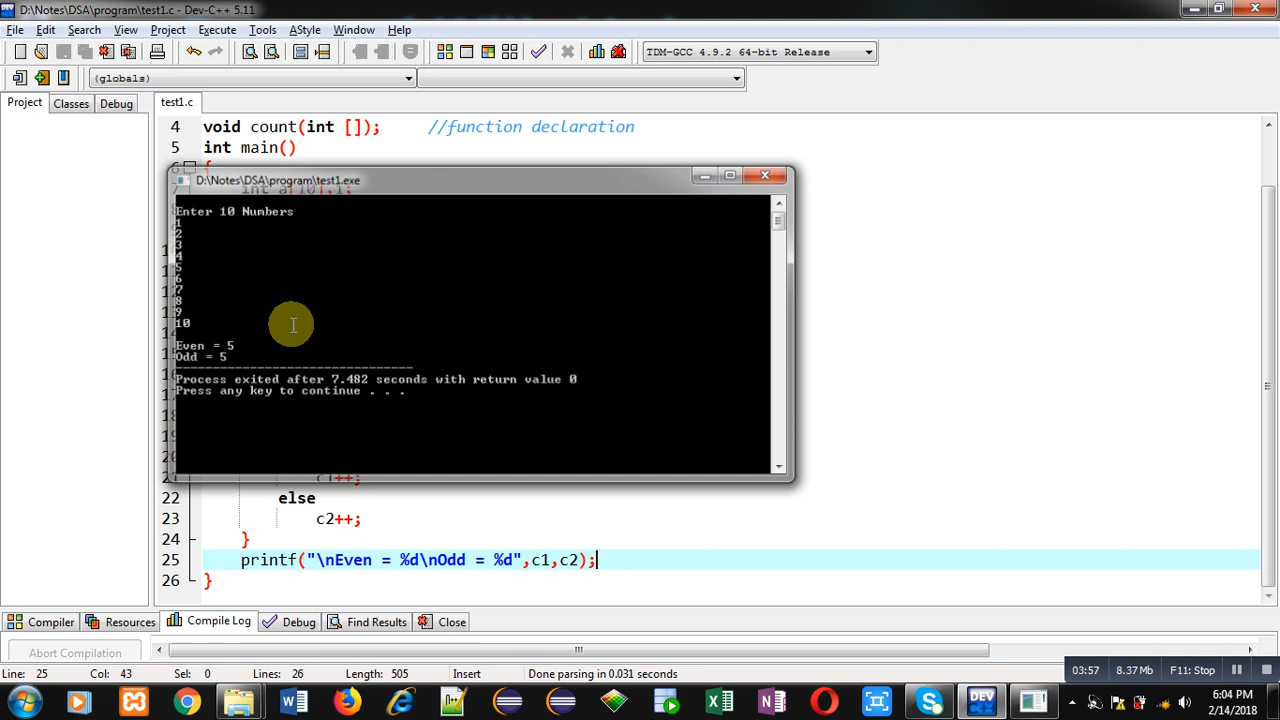 D:\Notes\DSA\program\test1.c - Dev-C++ 5.11
File Edit Search View Project Execute Tools AStyle Window Help
TDM-GCC 4.9.2 64-bit Release
(globals)
Project Classes Debug
test1.c
4 void count(int []); //function declaration
5 int main()
D:\Notes\DSA\program\test1.exe
Enter 10 Numbers
1
2
3
4
5
6
7
8
9
10
Even = 5
Odd = 5
--------------------------------
Process exited after 7.482 seconds with return value 0
Press any key to continue . . .
c1++;
22 else
23 c2++;
24 }
25 printf("\nEven = %d\nOdd = %d",c1,c2);
26 }
Compiler Resources Compile Log Debug Find Results Close
Abort Compilation
Line: 25 Col: 43 Sel: 0 Lines: 26 Length: 505 Insert Done parsing in 0.031 seconds
03:57 8.37 Mb F11: Stop
6:04 PM
2/14/2018